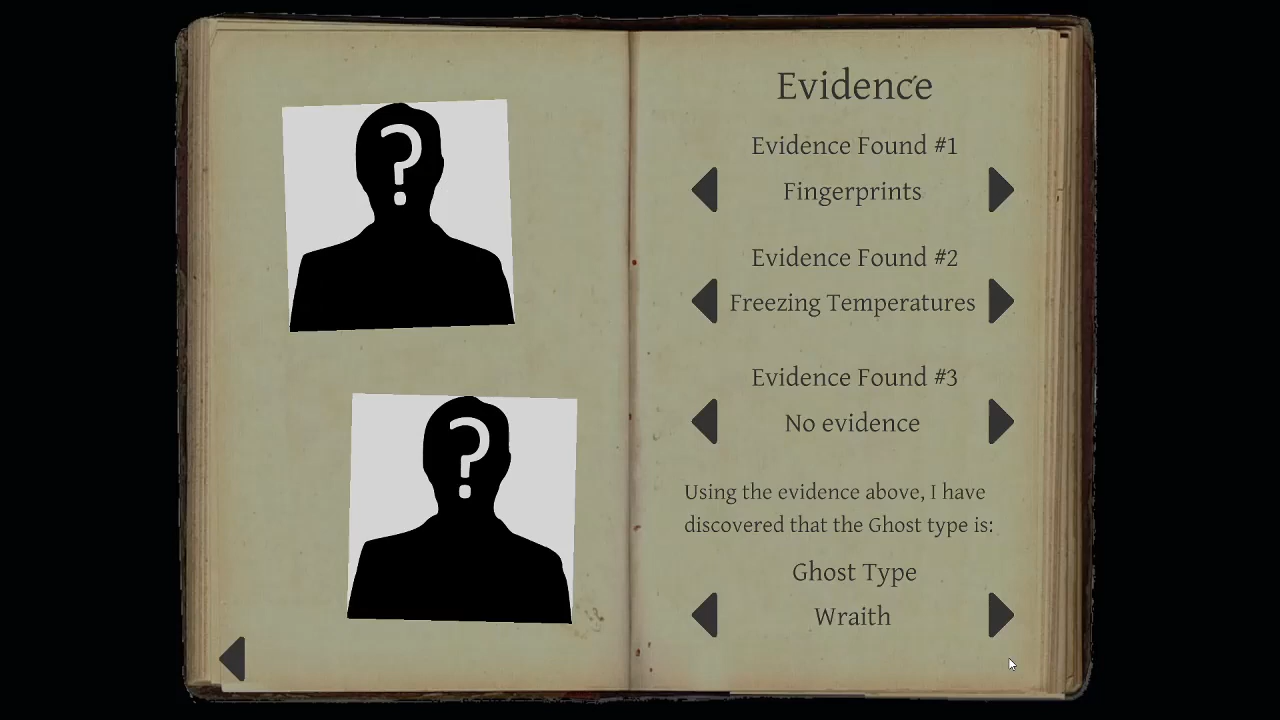 ?
?
Evidence
Evidence Found #1
Fingerprints
Evidence Found #2
Freezing Temperatures
Evidence Found #3
No evidence
Using the evidence above, I have
discovered that the Ghost type is:
Ghost Type
Wraith